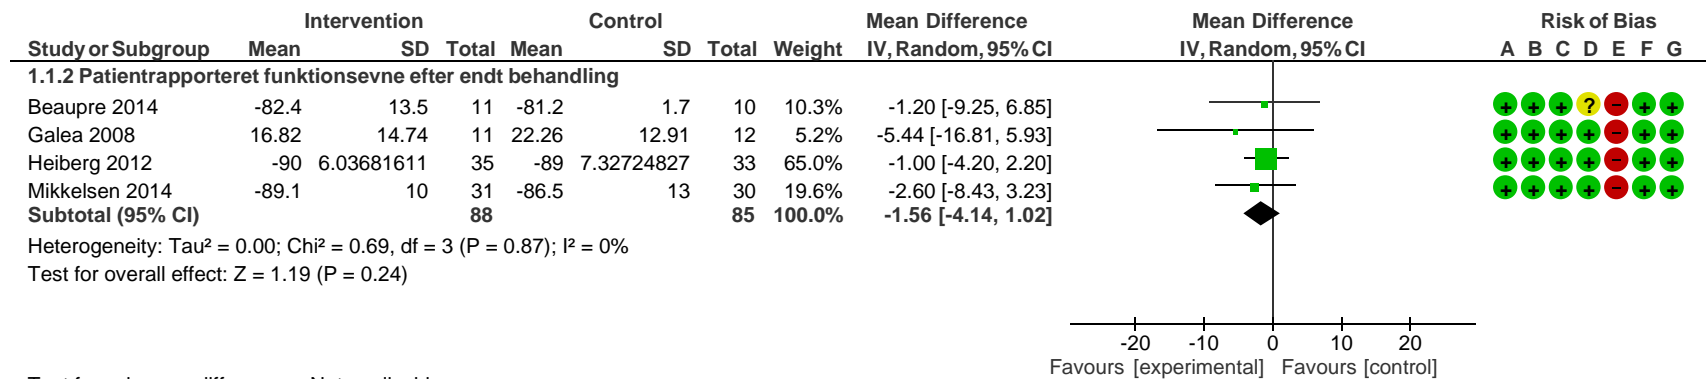 Intervention Control Mean Difference Mean Difference Risk of Bias
Study or Subgroup Mean SD Total Mean SD Total Weight IV, Random, 95% CI IV, Random, 95% CI A B C D E F G
1.1.2 Patientrapporteret funktionsevne efter endt behandling
Beaupre 2014 -82.4 13.5 11 -81.2 1.7 10 10.3% -1.20 [-9.25, 6.85] + + + ? − + +
Galea 2008 16.82 14.74 11 22.26 12.91 12 5.2% -5.44 [-16.81, 5.93] + + + + − + +
Heiberg 2012 -90 6.03681611 35 -89 7.32724827 33 65.0% -1.00 [-4.20, 2.20] + + + + − + +
Mikkelsen 2014 -89.1 10 31 -86.5 13 30 19.6% -2.60 [-8.43, 3.23] + + + + − + +
Subtotal (95% CI) 88 85 100.0% -1.56 [-4.14, 1.02]
Heterogeneity: Tau² = 0.00; Chi² = 0.69, df = 3 (P = 0.87); I² = 0%
Test for overall effect: Z = 1.19 (P = 0.24)
-20 -10 0 10 20
Favours [experimental] Favours [control]